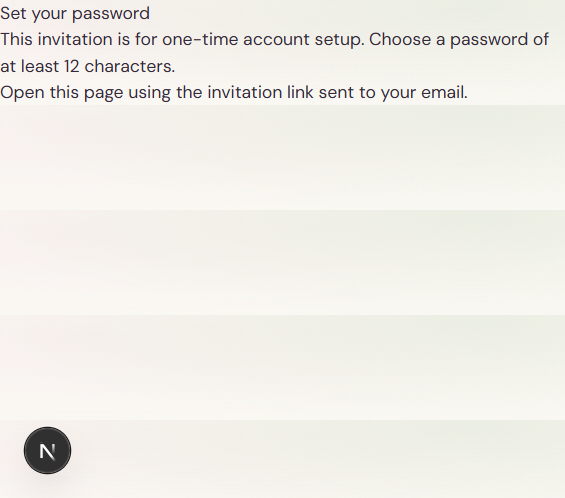 Set your password
This invitation is for one-time account setup. Choose a password of
at least 12 characters.
Open this page using the invitation link sent to your email.
N